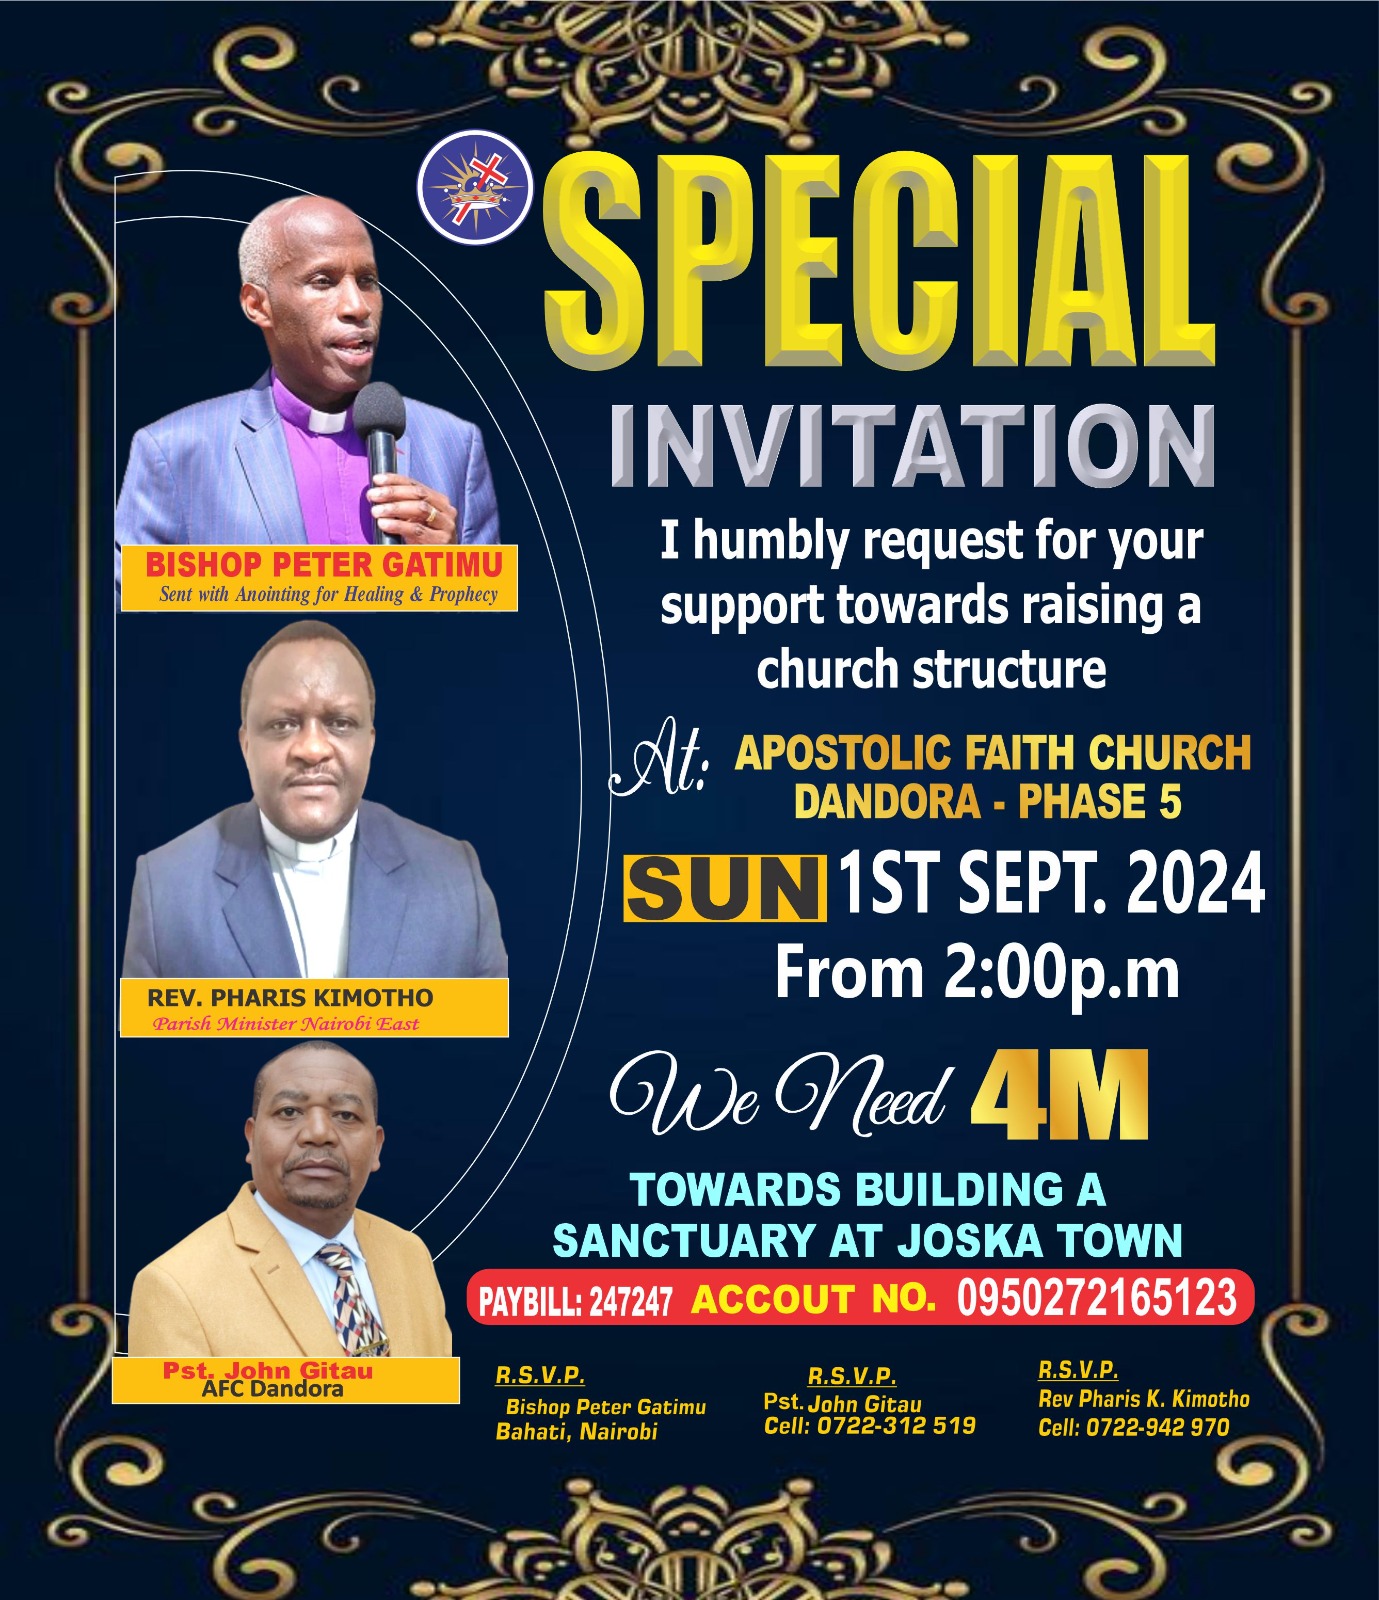 SPECIAL
INVITATION
I humbly request for your
support towards raising a
church structure
At: APOSTOLIC FAITH CHURCH
DANDORA - PHASE 5
SUN 1ST SEPT. 2024
From 2:00p.m
We Need 4M
TOWARDS BUILDING A
SANCTUARY AT JOSKA TOWN
PAYBILL: 247247 ACCOUT NO. 0950272165123
BISHOP PETER GATIMU
Sent with Anointing for Healing & Prophecy
REV. PHARIS KIMOTHO
Parish Minister Nairobi East
Pst. John Gitau
AFC Dandora
R.S.V.P.
Bishop Peter Gatimu
Bahati, Nairobi
R.S.V.P.
Pst. John Gitau
Cell: 0722-312 519
R.S.V.P.
Rev Pharis K. Kimotho
Cell: 0722-942 970